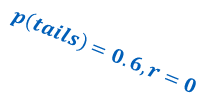 p(tails) = 0.6, r = 0